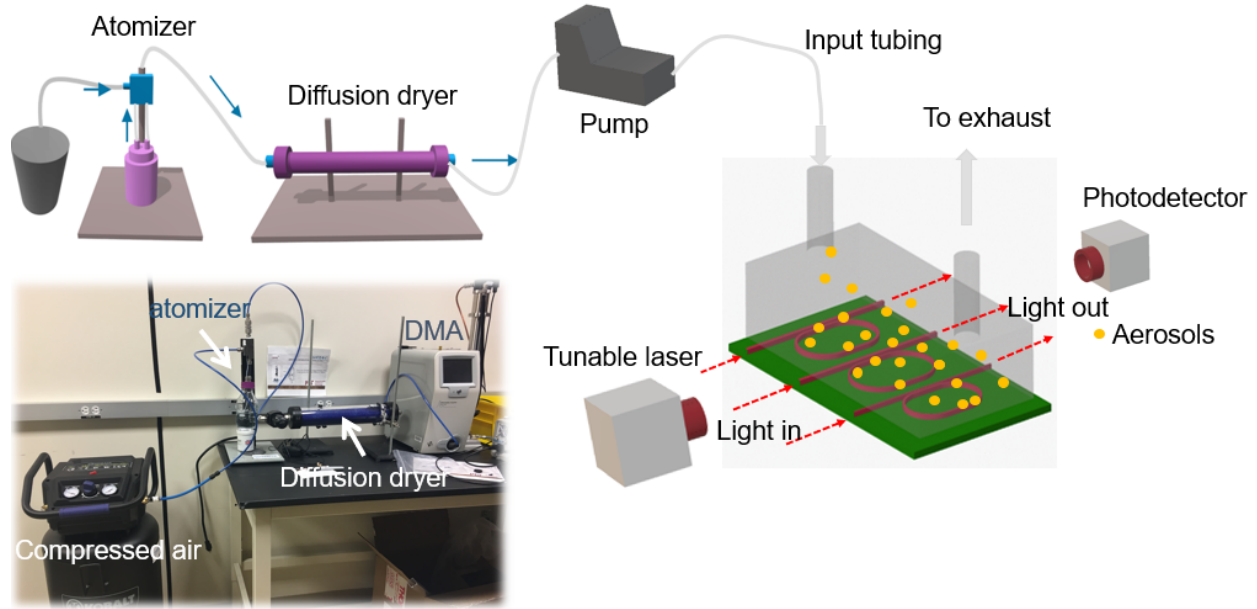 Atomizer
Diffusion dryer
Pump
Input tubing
To exhaust
Photodetector
Light out
Aerosols
Tunable laser
Light in
atomizer
DMA
Diffusion dryer
Compressed air
KOBALT